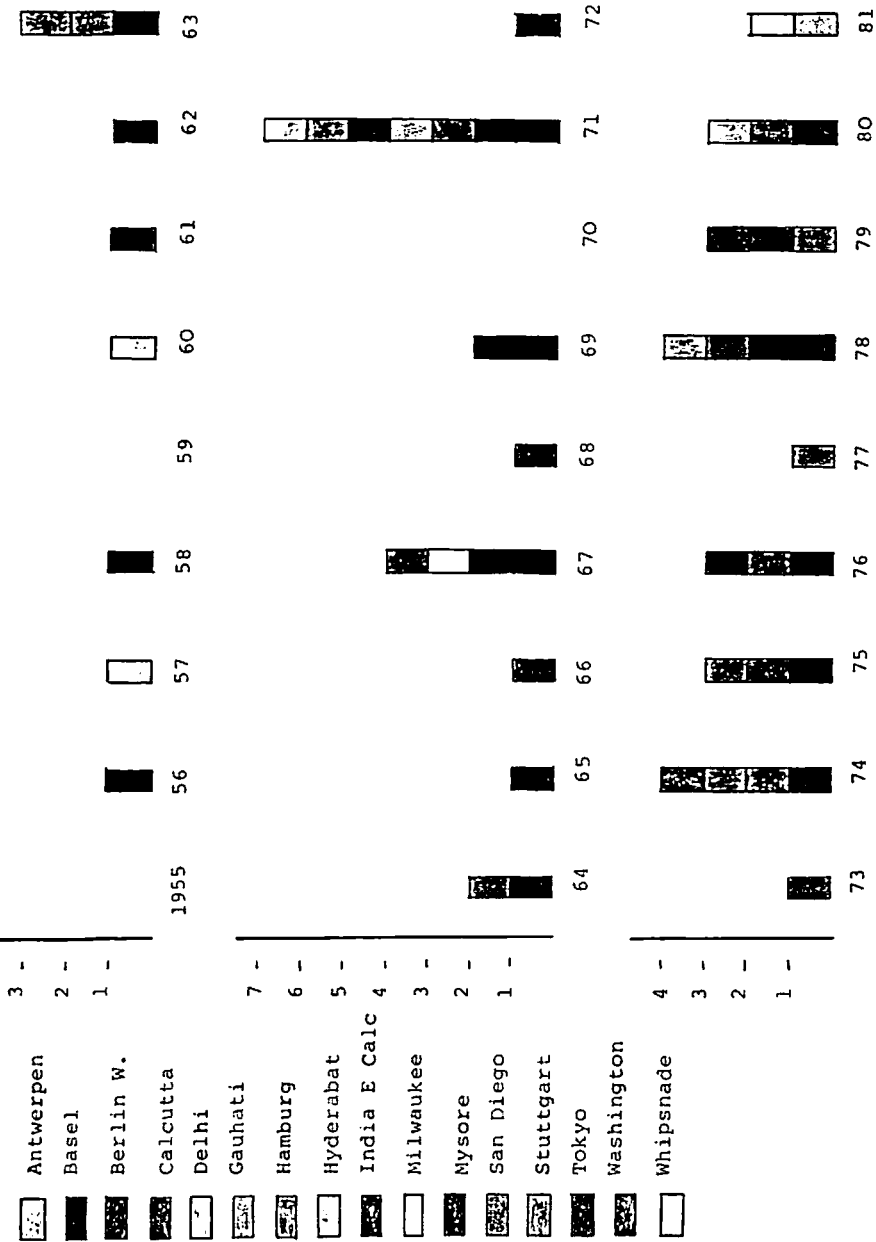 3 -
2 -
1 -
1955 56 57 58 59 60 61 62 63
7 -
6 -
5 -
4 -
3 -
2 -
1 -
64 65 66 67 68 69 70 71 72
4 -
3 -
2 -
1 -
73 74 75 76 77 78 79 80 81
Antwerpen
Basel
Berlin W.
Calcutta
Delhi
Gauhati
Hamburg
Hyderabat
India E Calc
Milwaukee
Mysore
San Diego
Stuttgart
Tokyo
Washington
Whipsnade